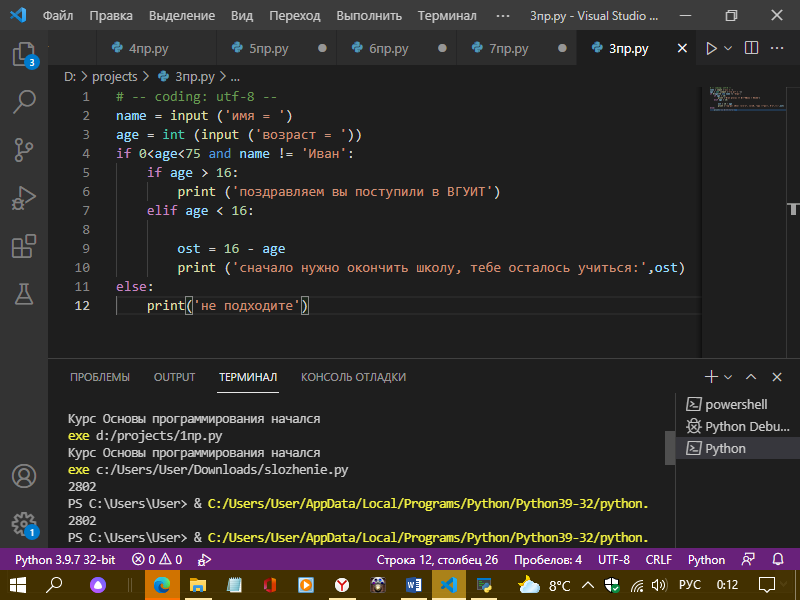 Файл Правка Выделение Вид Переход Выполнить Терминал ··· 3пр.py - Visual Studio ...
4пр.py 5пр.py 6пр.py 7пр.py 3пр.py
D: > projects > 3пр.py > ...
1 # -- coding: utf-8 --
2 name = input ('имя = ')
3 age = int (input ('возраст = '))
4 if 0<age<75 and name != 'Иван':
5 if age > 16:
6 print ('поздравляем вы поступили в ВГУИТ')
7 elif age < 16:
8
9 ost = 16 - age
10 print ('сначало нужно окончить школу, тебе осталось учиться:',ost)
11 else:
12 print('не подходите')
ПРОБЛЕМЫ OUTPUT ТЕРМИНАЛ КОНСОЛЬ ОТЛАДКИ
Курс Основы программирования начался
exe d:/projects/1пр.py
Курс Основы программирования начался
exe c:/Users/User/Downloads/slozhenie.py
2802
PS C:\Users\User> & C:/Users/User/AppData/Local/Programs/Python/Python39-32/python.
2802
PS C:\Users\User> & C:/Users/User/AppData/Local/Programs/Python/Python39-32/python.
powershell
Python Debu...
Python
3
1
Python 3.9.7 32-bit 0 0 Строка 12, столбец 26 Пробелов: 4 UTF-8 CRLF Python
8°C РУС 0:12